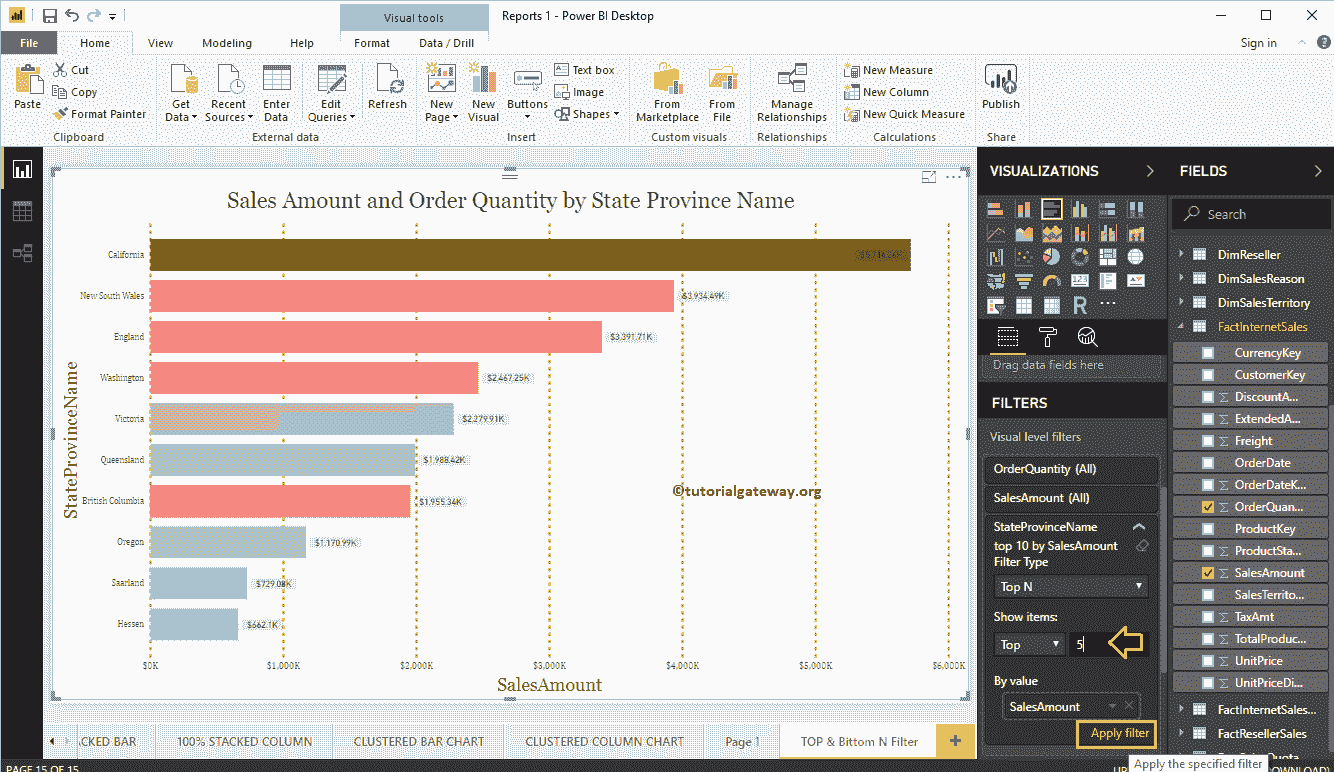 Visual tools
Reports 1 - Power BI Desktop
File
Home
View
Modeling
Help
Format
Data / Drill
Sign in
Paste
Cut
Copy
Format Painter
Clipboard
Get Data
Recent Sources
Enter Data
Edit Queries
Refresh
External data
New Page
New Visual
Buttons
Text box
Image
Shapes
Insert
From Marketplace
From File
Custom visuals
Manage Relationships
Relationships
New Measure
New Column
New Quick Measure
Calculations
Publish
Share
Sales Amount and Order Quantity by State Province Name
StateProvinceName
California
New South Wales $3,934.49K
England $3,391.71K
Washington $2,467.25K
Victoria $2,279.91K
Queensland $1,988.42K
British Columbia $1,955.34K
Oregon $1,170.99K
Saarland $729.08K
Hessen $662.1K
©tutorialgateway.org
$0K $1,000K $2,000K $3,000K $4,000K $5,000K $6,000K
SalesAmount
VISUALIZATIONS
123
R
Drag data fields here
FILTERS
Visual level filters
OrderQuantity (All)
SalesAmount (All)
StateProvinceName
top 10 by SalesAmount
Filter Type
Top N
Show items:
Top 5
By value
SalesAmount
Apply filter
Apply the specified filter
FIELDS
Search
DimReseller
DimSalesReason
DimSalesTerritory
FactInternetSales
CurrencyKey
CustomerKey
DiscountA...
ExtendedA...
Freight
OrderDate
OrderDateK...
OrderQuan...
ProductKey
ProductSta...
SalesAmount
SalesTerrito...
TaxAmt
TotalProduc...
UnitPrice
UnitPriceDi...
FactInternetSales...
FactResellerSales
ACKED BAR
100% STACKED COLUMN
CLUSTERED BAR CHART
CLUSTERED COLUMN CHART
Page 1
TOP & Bittom N Filter
PAGE 15 OF 15